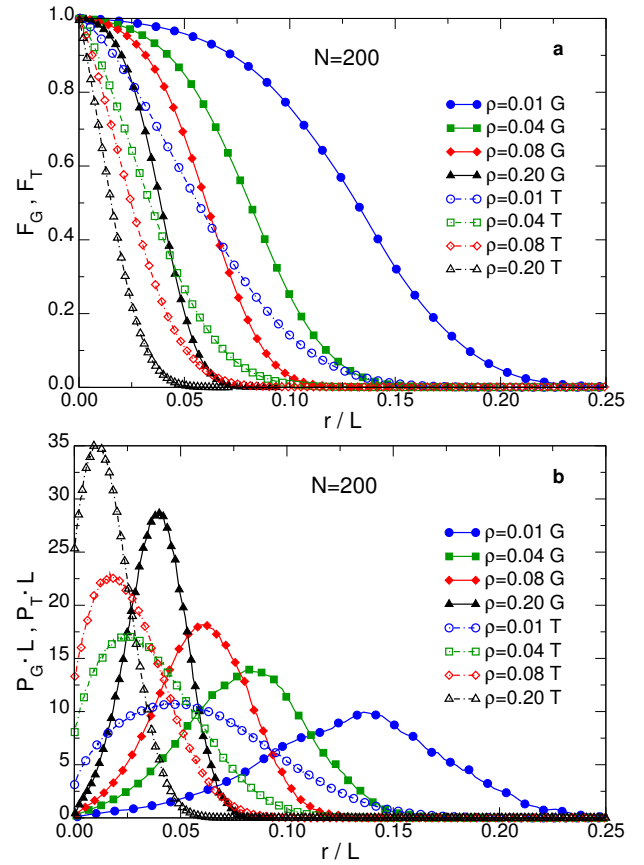 a
N=200
ρ=0.01 G
ρ=0.04 G
ρ=0.08 G
ρ=0.20 G
ρ=0.01 T
ρ=0.04 T
ρ=0.08 T
ρ=0.20 T
F_G , F_T
1.0
0.8
0.6
0.4
0.2
0.0
0.00 0.05 0.10 0.15 0.20 0.25
r / L
b
N=200
ρ=0.01 G
ρ=0.04 G
ρ=0.08 G
ρ=0.20 G
ρ=0.01 T
ρ=0.04 T
ρ=0.08 T
ρ=0.20 T
P_G · L , P_T · L
35
30
25
20
15
10
5
0
0.00 0.05 0.10 0.15 0.20 0.25
r / L